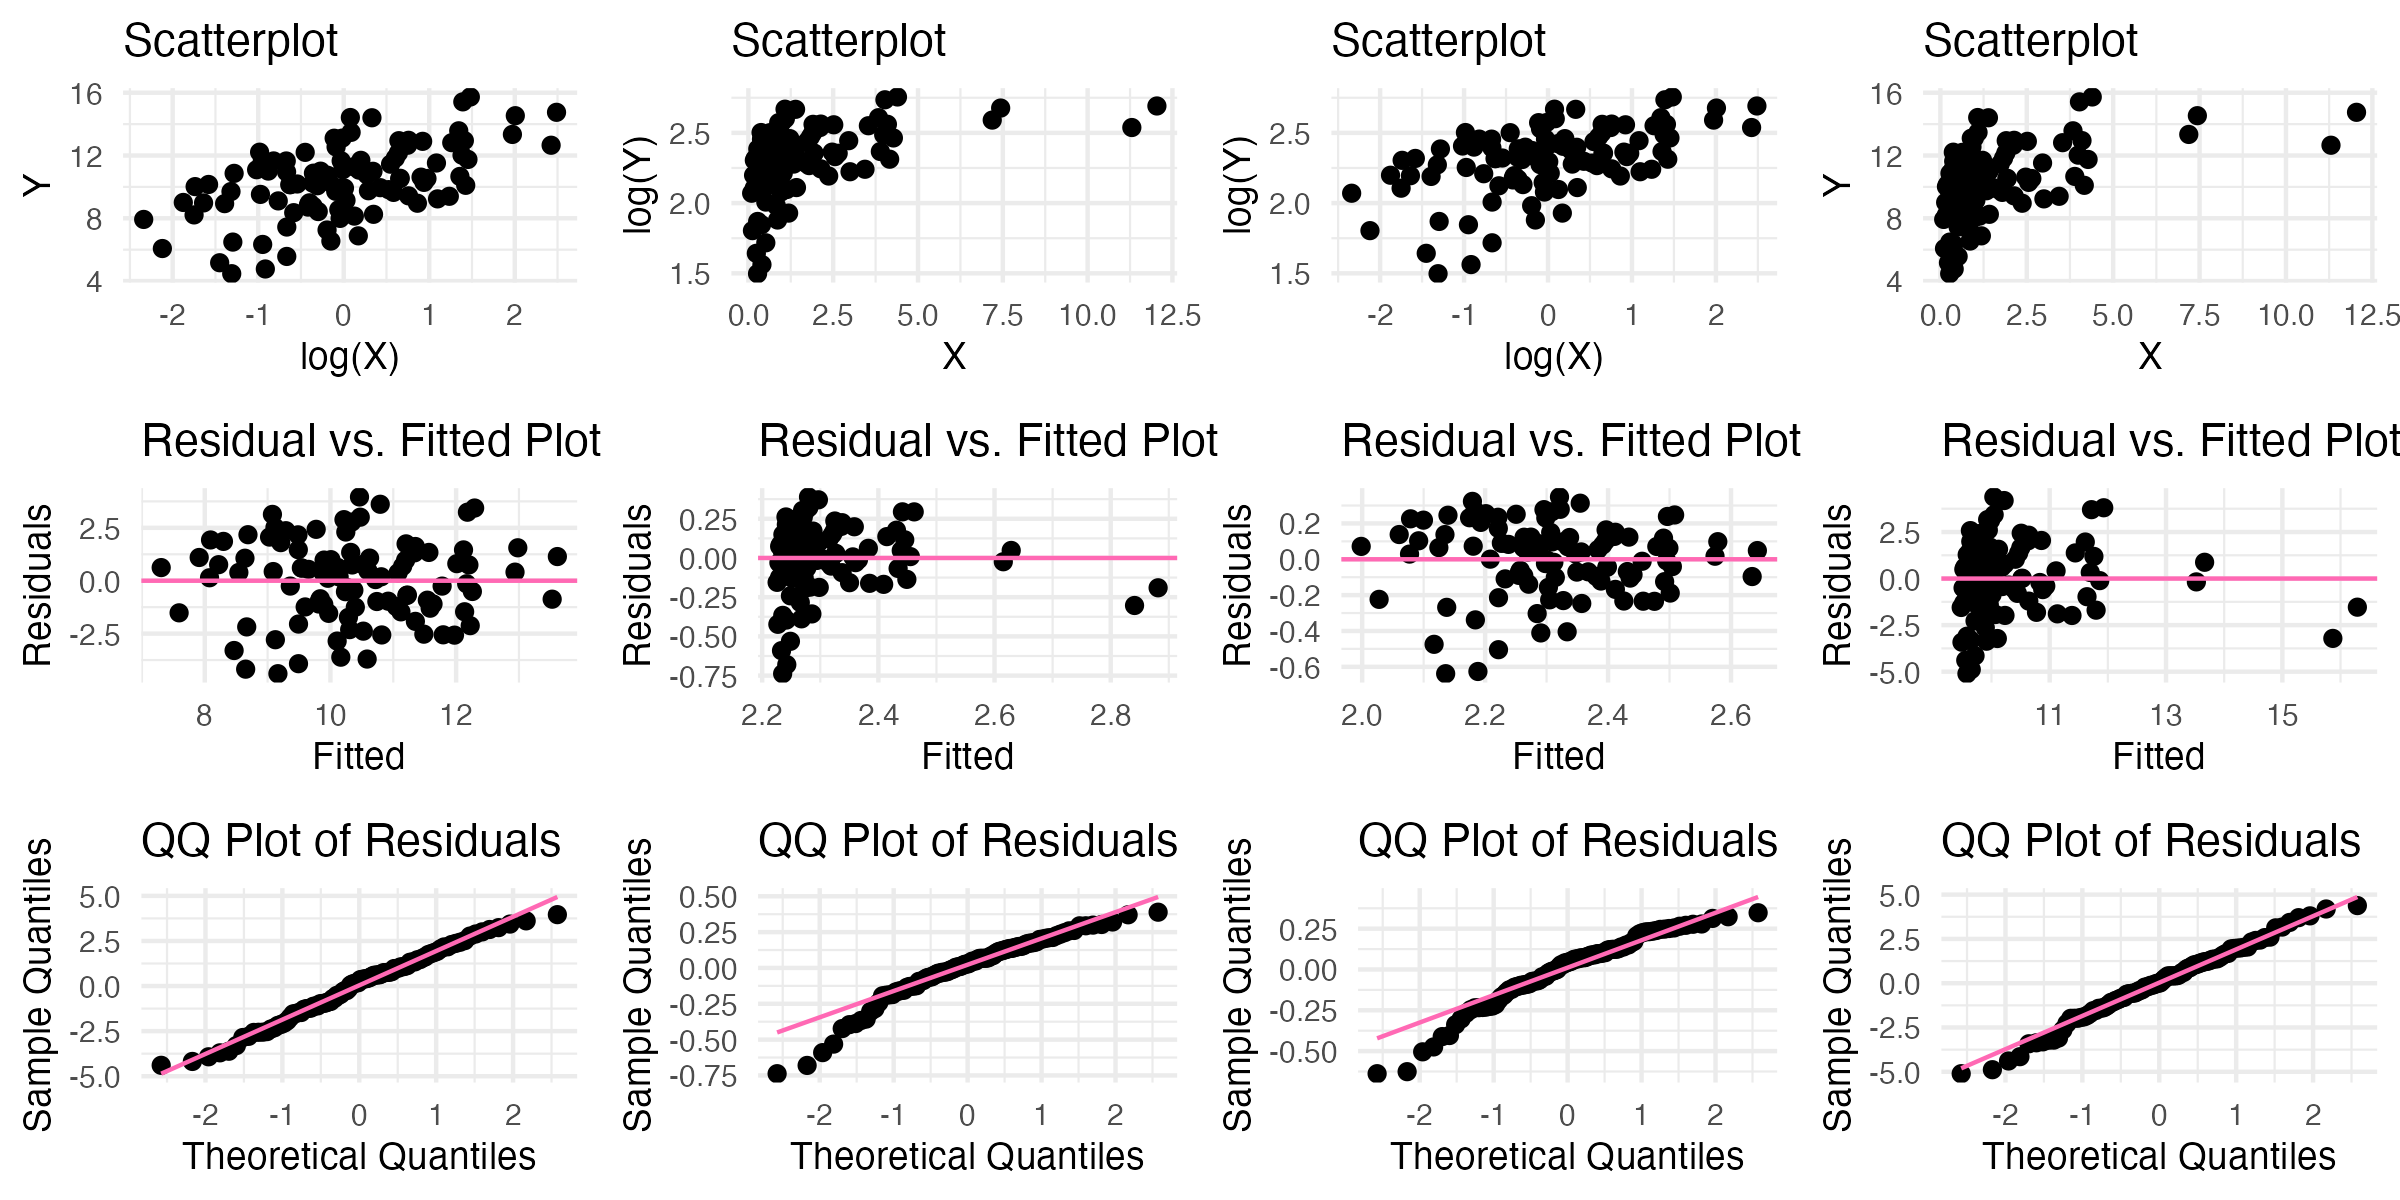 Scatterplot
16
12
8
4
Y
-2 -1 0 1 2
log(X)
Scatterplot
2.5
2.0
1.5
log(Y)
0.0 2.5 5.0 7.5 10.0 12.5
X
Scatterplot
2.5
2.0
1.5
log(Y)
-2 -1 0 1 2
log(X)
Scatterplot
16
12
8
4
Y
0.0 2.5 5.0 7.5 10.0 12.5
X
Residual vs. Fitted Plot
2.5
0.0
-2.5
Residuals
8 10 12
Fitted
Residual vs. Fitted Plot
0.25
0.00
-0.25
-0.50
-0.75
Residuals
2.2 2.4 2.6 2.8
Fitted
Residual vs. Fitted Plot
0.2
0.0
-0.2
-0.4
-0.6
Residuals
2.0 2.2 2.4 2.6
Fitted
Residual vs. Fitted Plot
2.5
0.0
-2.5
-5.0
Residuals
11 13 15
Fitted
QQ Plot of Residuals
5.0
2.5
0.0
-2.5
-5.0
Sample Quantiles
-2 -1 0 1 2
Theoretical Quantiles
QQ Plot of Residuals
0.50
0.25
0.00
-0.25
-0.50
-0.75
Sample Quantiles
-2 -1 0 1 2
Theoretical Quantiles
QQ Plot of Residuals
0.25
0.00
-0.25
-0.50
Sample Quantiles
-2 -1 0 1 2
Theoretical Quantiles
QQ Plot of Residuals
5.0
2.5
0.0
-2.5
-5.0
Sample Quantiles
-2 -1 0 1 2
Theoretical Quantiles